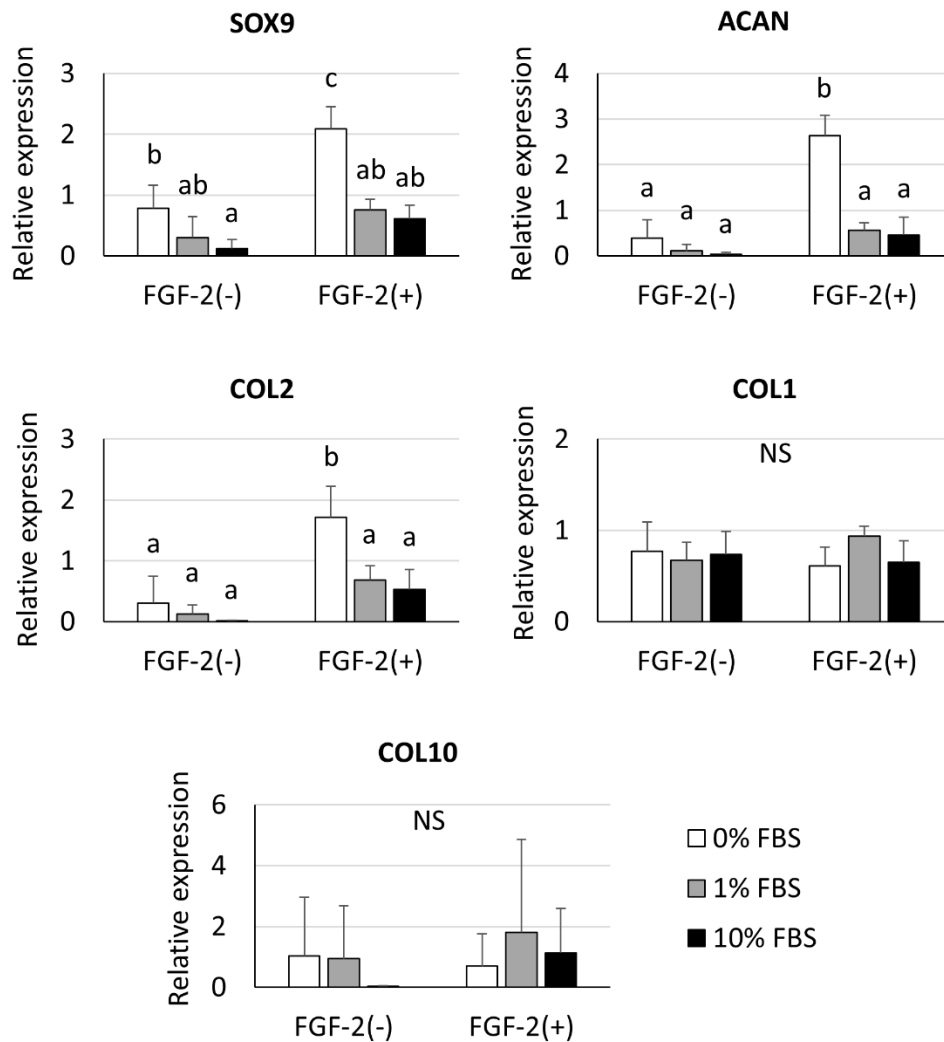 SOX9
Relative expression
3
2
1
0
b
ab
a
c
ab
ab
FGF-2(-)
FGF-2(+)
ACAN
Relative expression
4
3
2
1
0
a
a
a
b
a
a
FGF-2(-)
FGF-2(+)
COL2
Relative expression
3
2
1
0
a
a
a
b
a
a
FGF-2(-)
FGF-2(+)
COL1
Relative expression
2
1
0
NS
FGF-2(-)
FGF-2(+)
COL10
Relative expression
6
4
2
0
NS
FGF-2(-)
FGF-2(+)
0% FBS
1% FBS
10% FBS